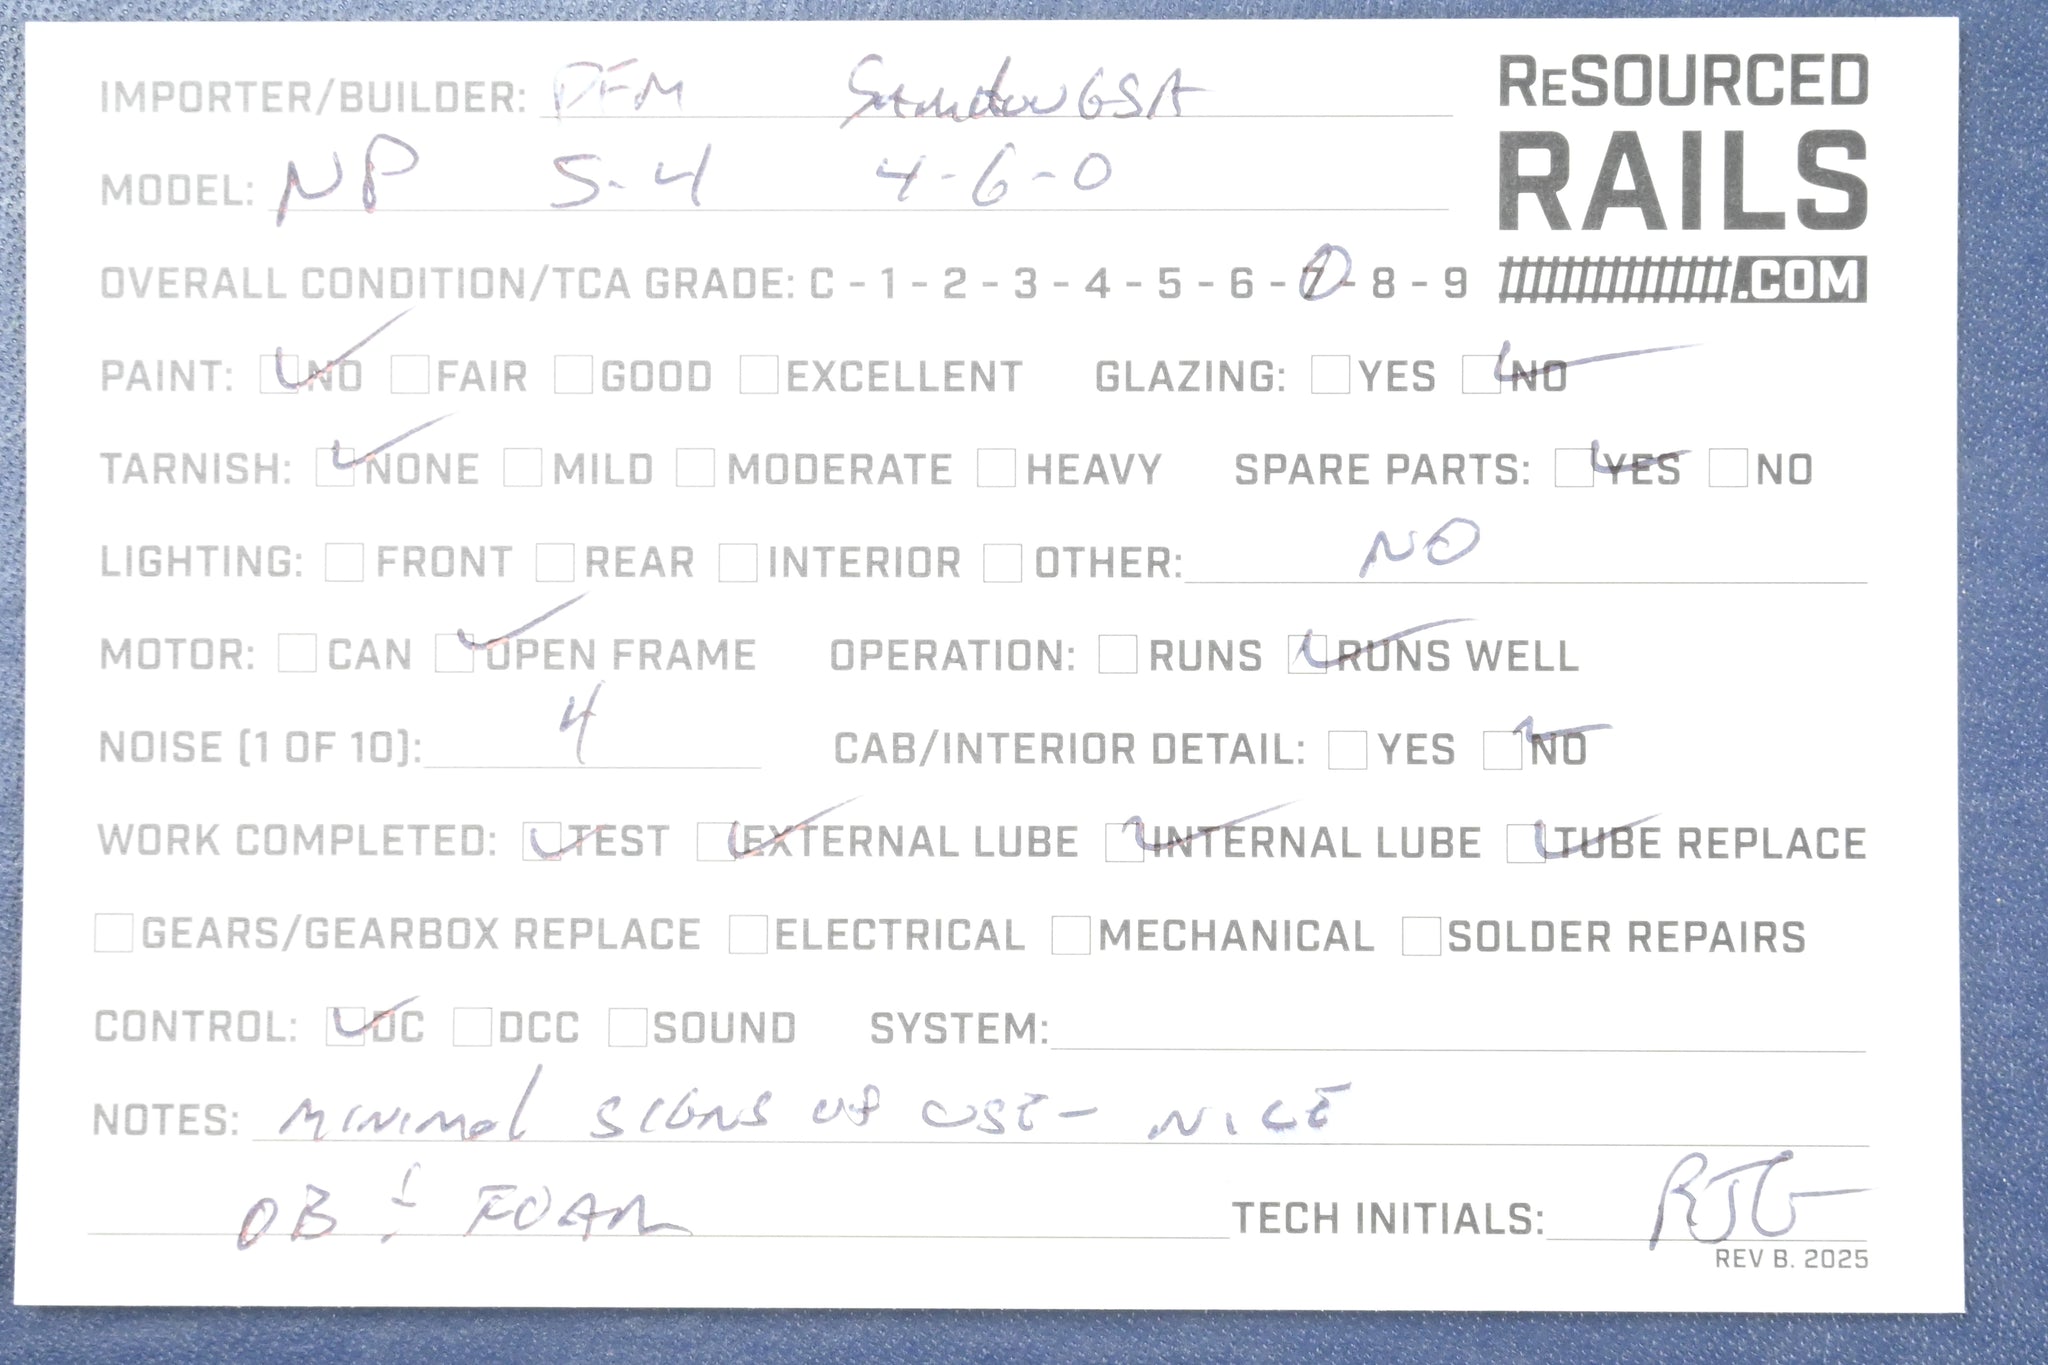 IMPORTER/BUILDER: PFM
RESOURCED
RAILS
.COM
MODEL: NP S-4 4-6-0
OVERALL CONDITION/TCA GRADE: C - 1 - 2 - 3 - 4 - 5 - 6 - 7 - 8 - 9
PAINT: NO FAIR GOOD EXCELLENT GLAZING: YES NO
TARNISH: NONE MILD MODERATE HEAVY SPARE PARTS: YES NO
LIGHTING: FRONT REAR INTERIOR OTHER: NO
MOTOR: CAN OPEN FRAME OPERATION: RUNS RUNS WELL
NOISE (1 OF 10): 4 CAB/INTERIOR DETAIL: YES NO
WORK COMPLETED: TEST EXTERNAL LUBE INTERNAL LUBE TUBE REPLACE
GEARS/GEARBOX REPLACE ELECTRICAL MECHANICAL SOLDER REPAIRS
CONTROL: DC DCC SOUND SYSTEM:
NOTES: MINIMAL SIGNS OF USE - NICE
OB & FOAM TECH INITIALS: RJG
REV B. 2025